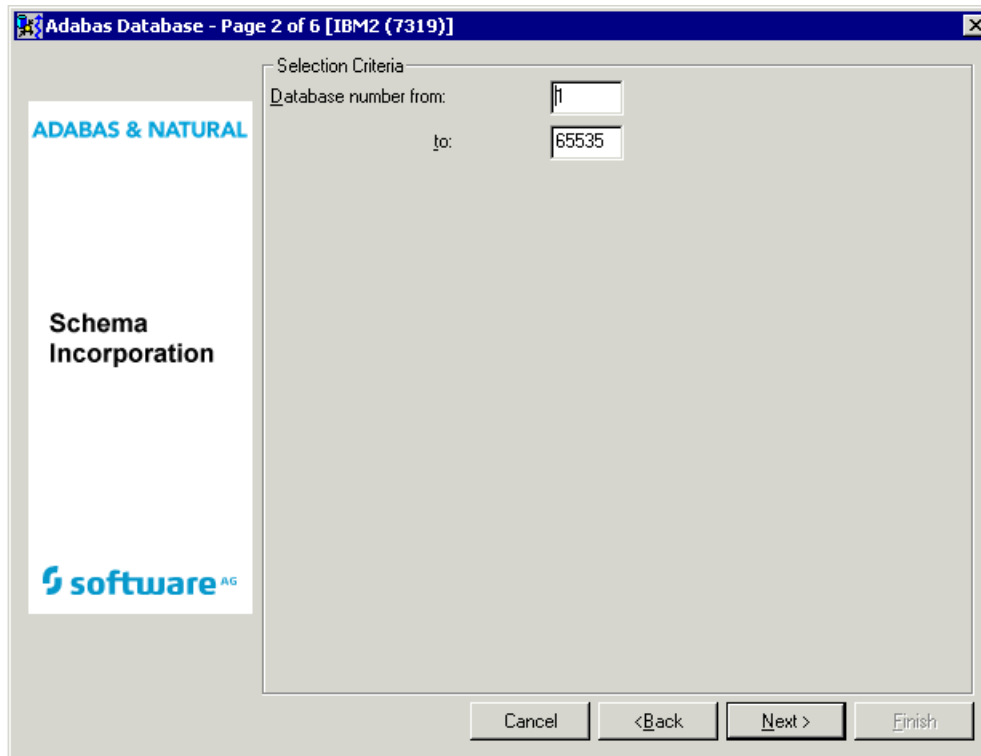 Adabas Database - Page 2 of 6 [IBM2 (7319)]
Selection Criteria
Database number from: 1
to: 65535
ADABAS & NATURAL
Schema
Incorporation
software AG
Cancel <Back Next > Finish